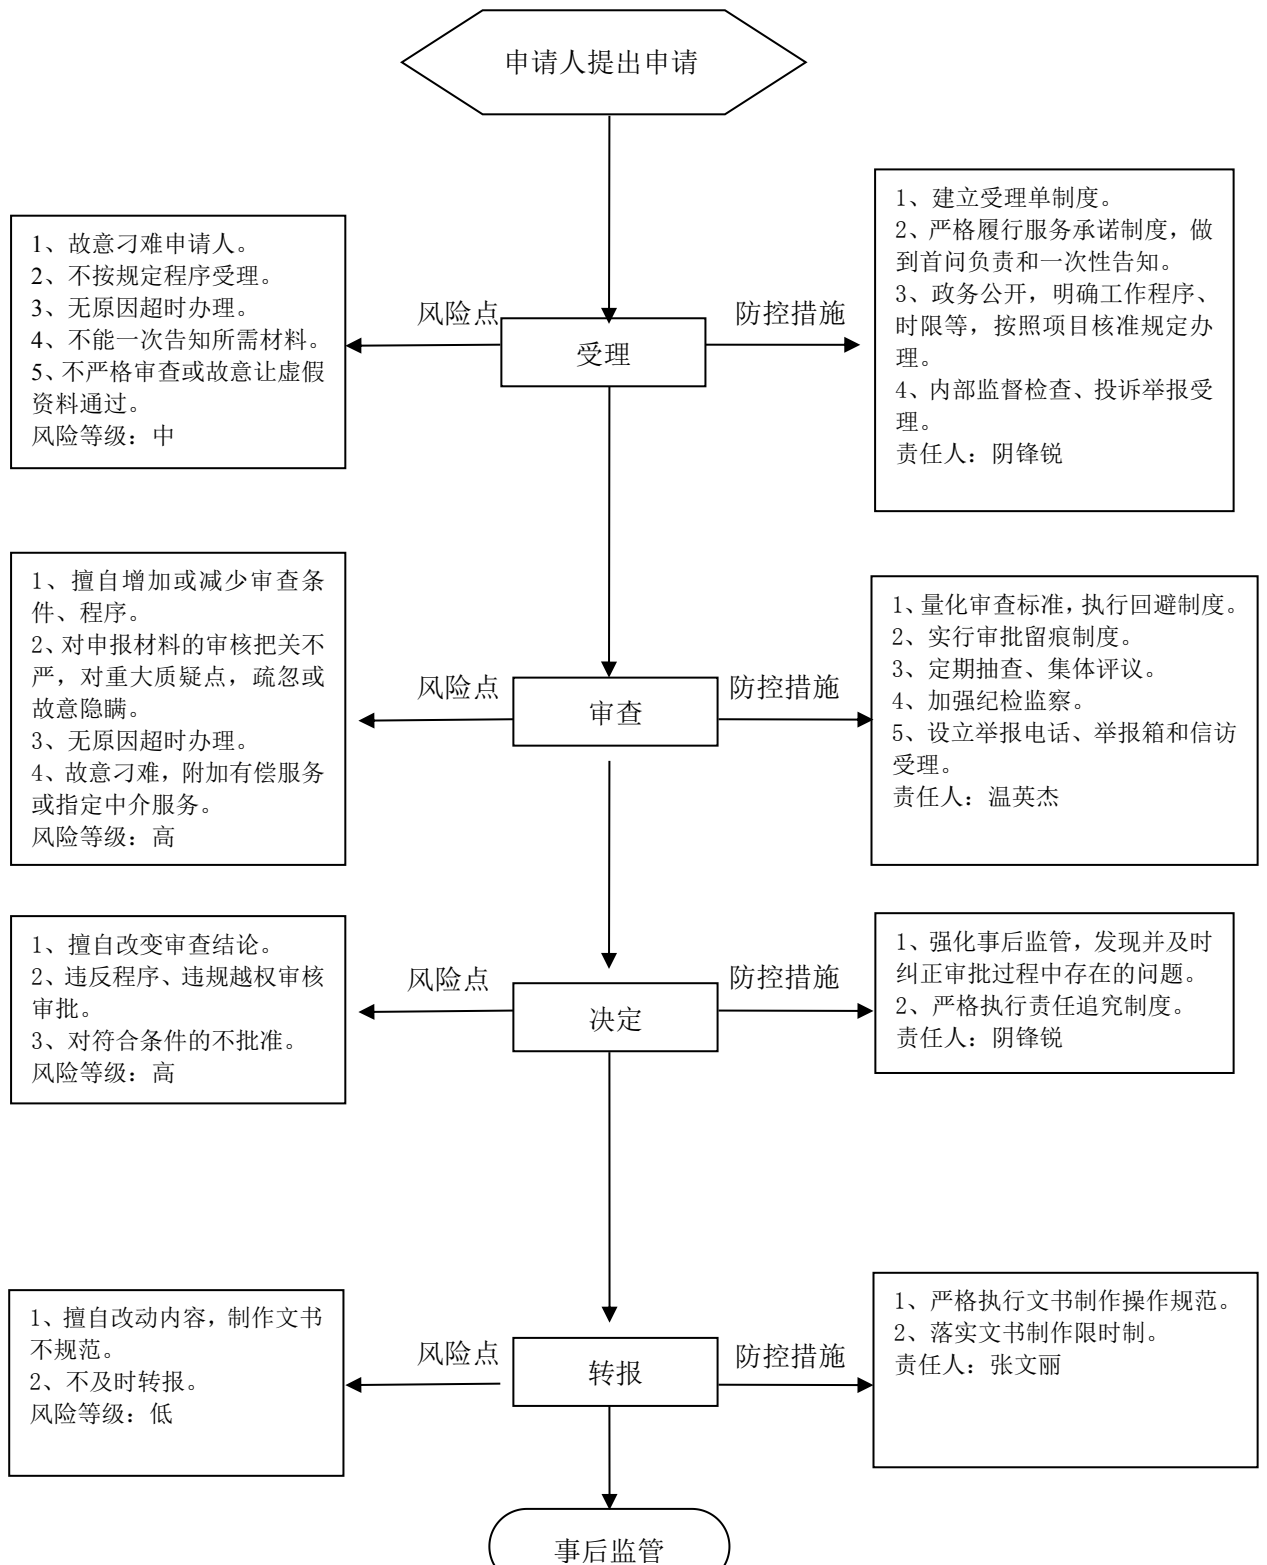 申请人提出申请
1、故意刁难申请人。
2、不按规定程序受理。
3、无原因超时办理。
4、不能一次告知所需材料。
5、不严格审查或故意让虚假
资料通过。
风险等级：中
风险点
受理
防控措施
1、建立受理单制度。
2、严格履行服务承诺制度，做
到首问负责和一次性告知。
3、政务公开，明确工作程序、
时限等，按照项目核准规定办
理。
4、内部监督检查、投诉举报受
理。
责任人：阴锋锐
1、擅自增加或减少审查条
件、程序。
2、对申报材料的审核把关不
严，对重大质疑点，疏忽或
故意隐瞒。
3、无原因超时办理。
4、故意刁难，附加有偿服务
或指定中介服务。
风险等级：高
风险点
审查
防控措施
1、量化审查标准，执行回避制度。
2、实行审批留痕制度。
3、定期抽查、集体评议。
4、加强纪检监察。
5、设立举报电话、举报箱和信访
受理。
责任人：温英杰
1、擅自改变审查结论。
2、违反程序、违规越权审核
审批。
3、对符合条件的不批准。
风险等级：高
风险点
决定
防控措施
1、强化事后监管，发现并及时
纠正审批过程中存在的问题。
2、严格执行责任追究制度。
责任人：阴锋锐
1、擅自改动内容，制作文书
不规范。
2、不及时转报。
风险等级：低
风险点
转报
防控措施
1、严格执行文书制作操作规范。
2、落实文书制作限时制。
责任人：张文丽
事后监管